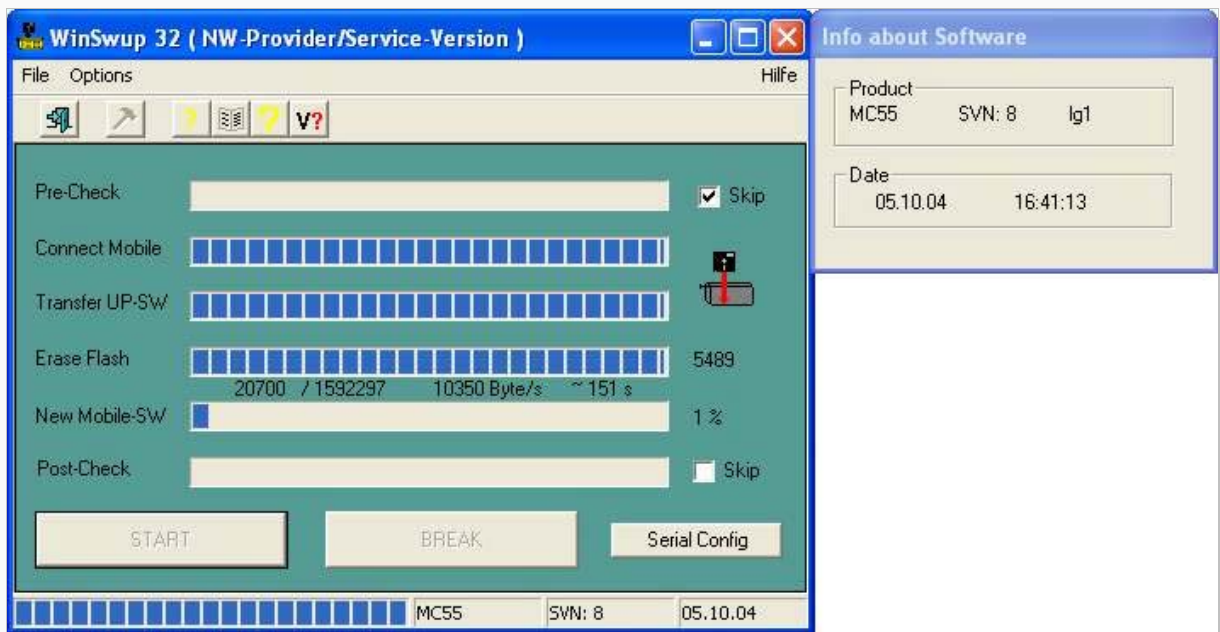 WinSwup 32 ( NW-Provider/Service-Version )
File Options Hilfe
? ? V?
Pre-Check Skip
Connect Mobile
Transfer UP-SW
Erase Flash 5489
20700 / 1592297 10350 Byte/s ~ 151 s
New Mobile-SW 1 %
Post-Check Skip
START BREAK Serial Config
MC55 SVN: 8 05.10.04
Info about Software
Product
MC55 SVN: 8 lg1
Date
05.10.04 16:41:13